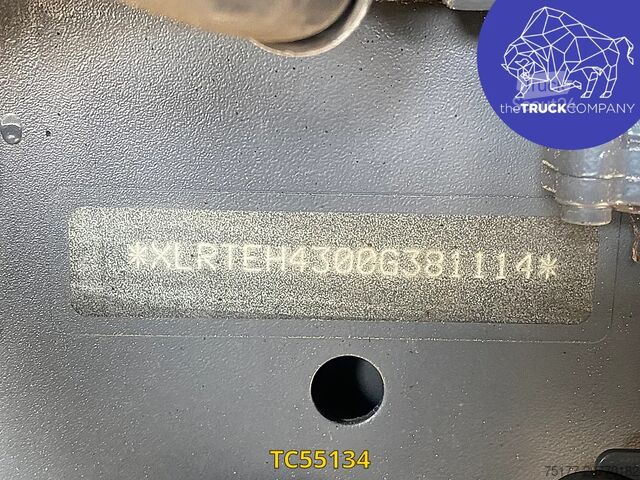 theTRUCKCOMPANY
*XLRTEH4300G381114*
TC55134